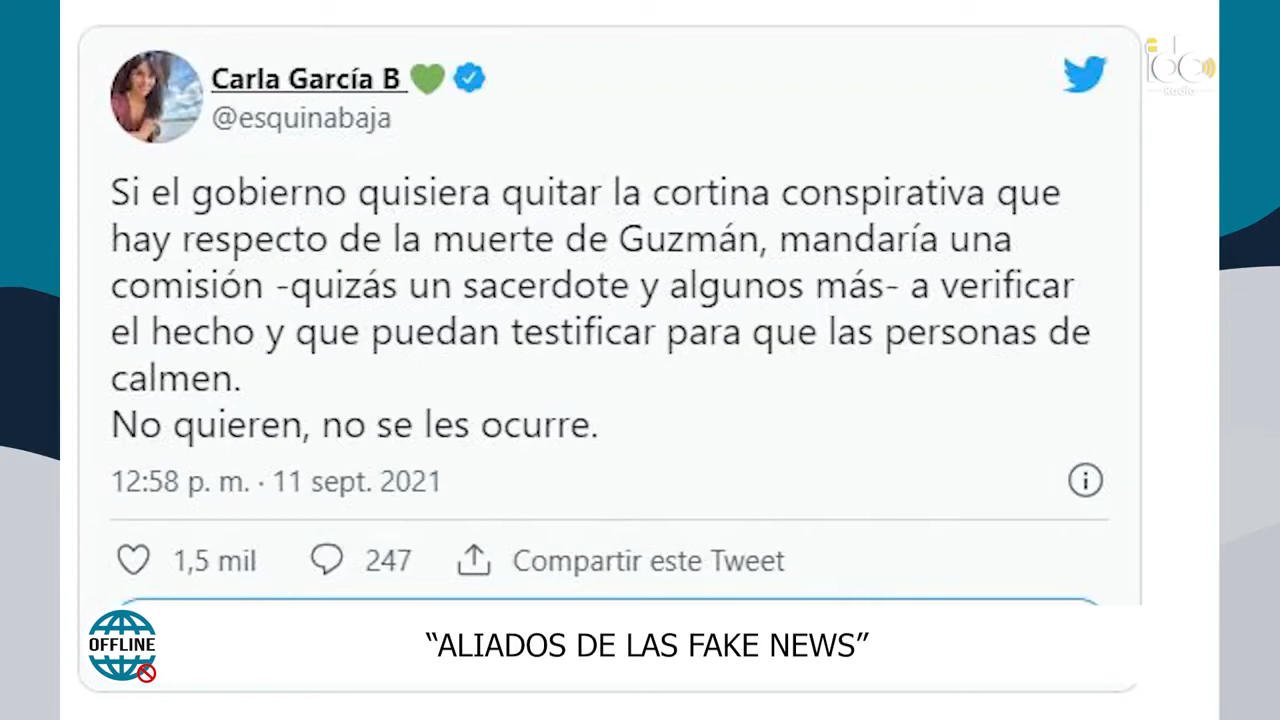 Carla García B
@esquinabaja
Si el gobierno quisiera quitar la cortina conspirativa que
hay respecto de la muerte de Guzmán, mandaría una
comisión -quizás un sacerdote y algunos más- a verificar
el hecho y que puedan testificar para que las personas de
calmen.
No quieren, no se les ocurre.
12:58 p. m. · 11 sept. 2021
1,5 mil 247 Compartir este Tweet
OFFLINE
“ALIADOS DE LAS FAKE NEWS”
Radio